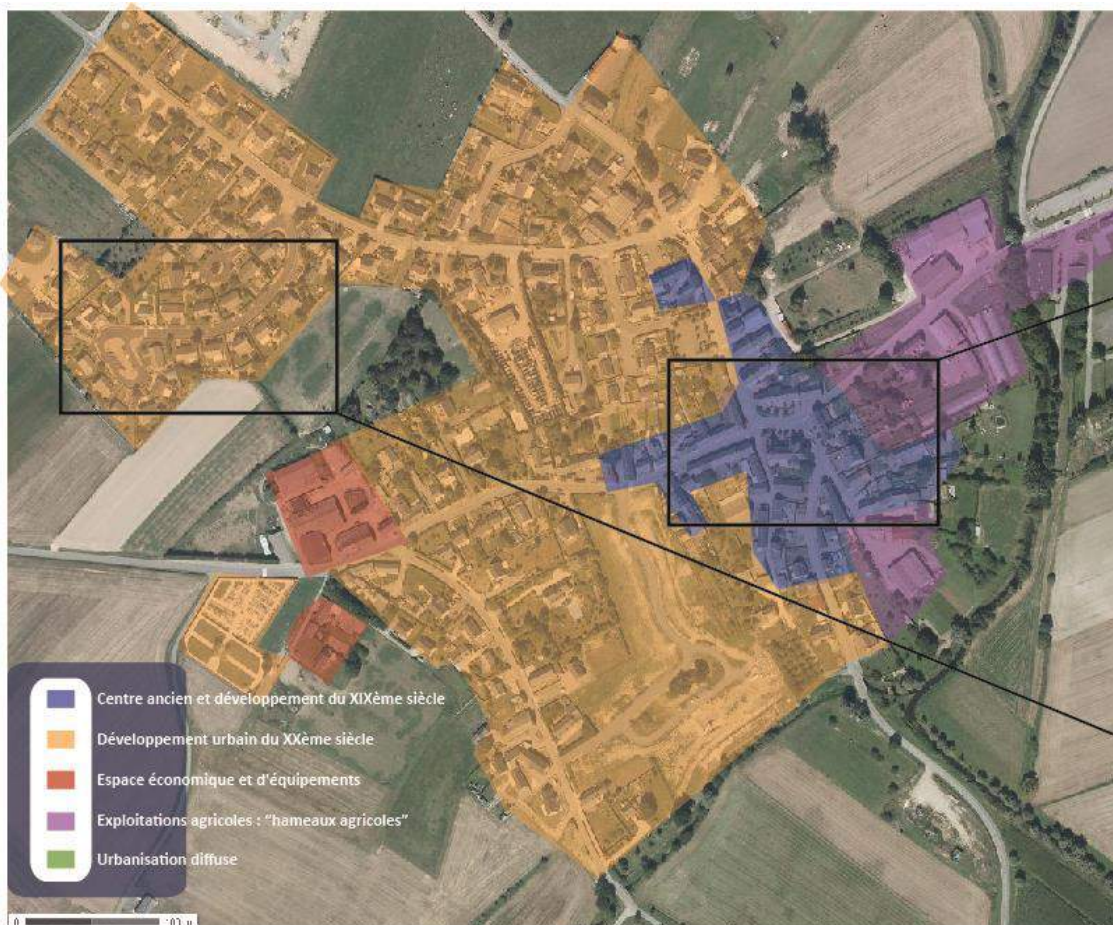 Centre ancien et développement du XIXème siècle
Développement urbain du XXème siècle
Espace économique et d'équipements
Exploitations agricoles : "hameaux agricoles"
Urbanisation diffuse
0